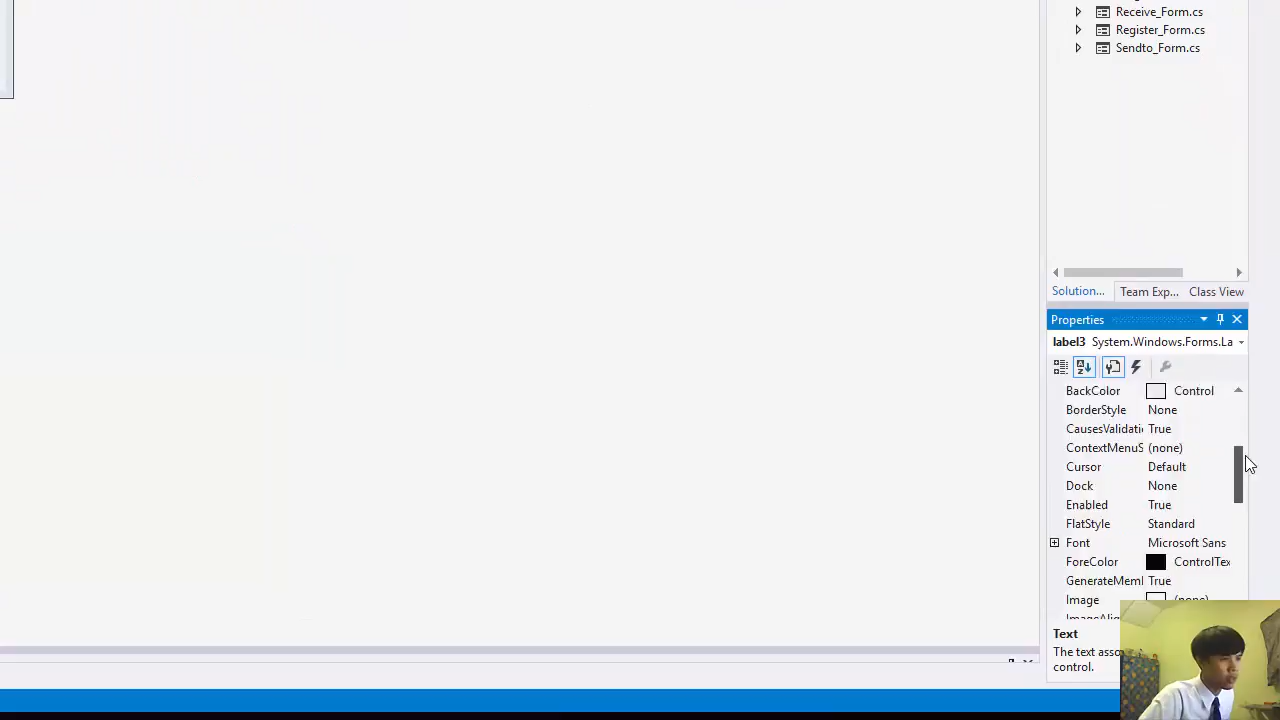 Receive_Form.cs
Register_Form.cs
Sendto_Form.cs
Solution... Team Exp... Class View
Properties
label3 System.Windows.Forms.La
BackColor Control
BorderStyle None
CausesValidati True
ContextMenuS (none)
Cursor Default
Dock None
Enabled True
FlatStyle Standard
Font Microsoft Sans
ForeColor ControlTex
GenerateMeml True
Image (none)
Text
The text asso
control.